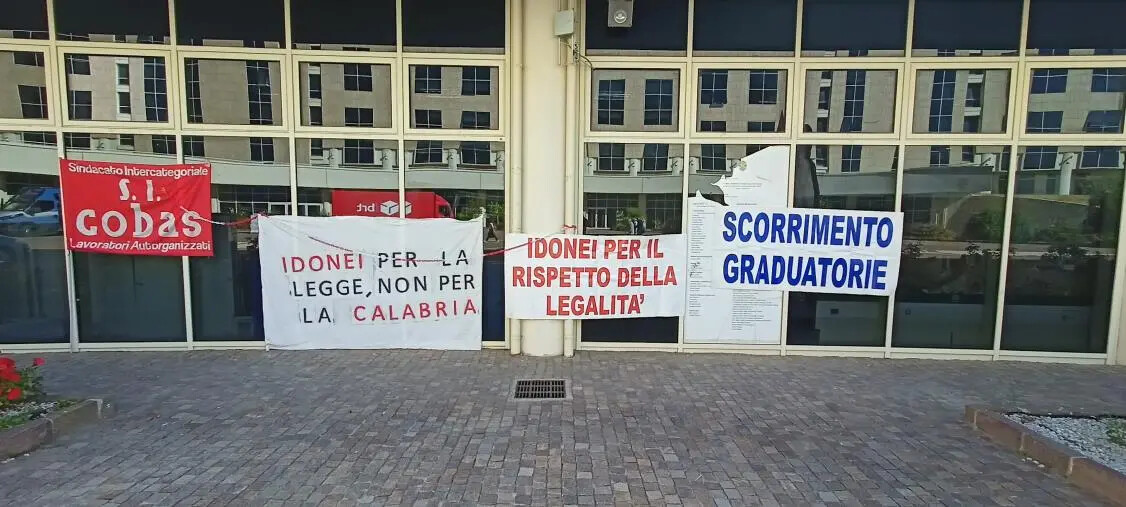 Sindacato Intercategoriale
S.I.
cobas
Lavoratori Autorganizzati
brt
IDONEI PER LA
LEGGE, NON PER
LA CALABRIA
IDONEI PER IL
RISPETTO DELLA
LEGALITA'
SCORRIMENTO
GRADUATORIE